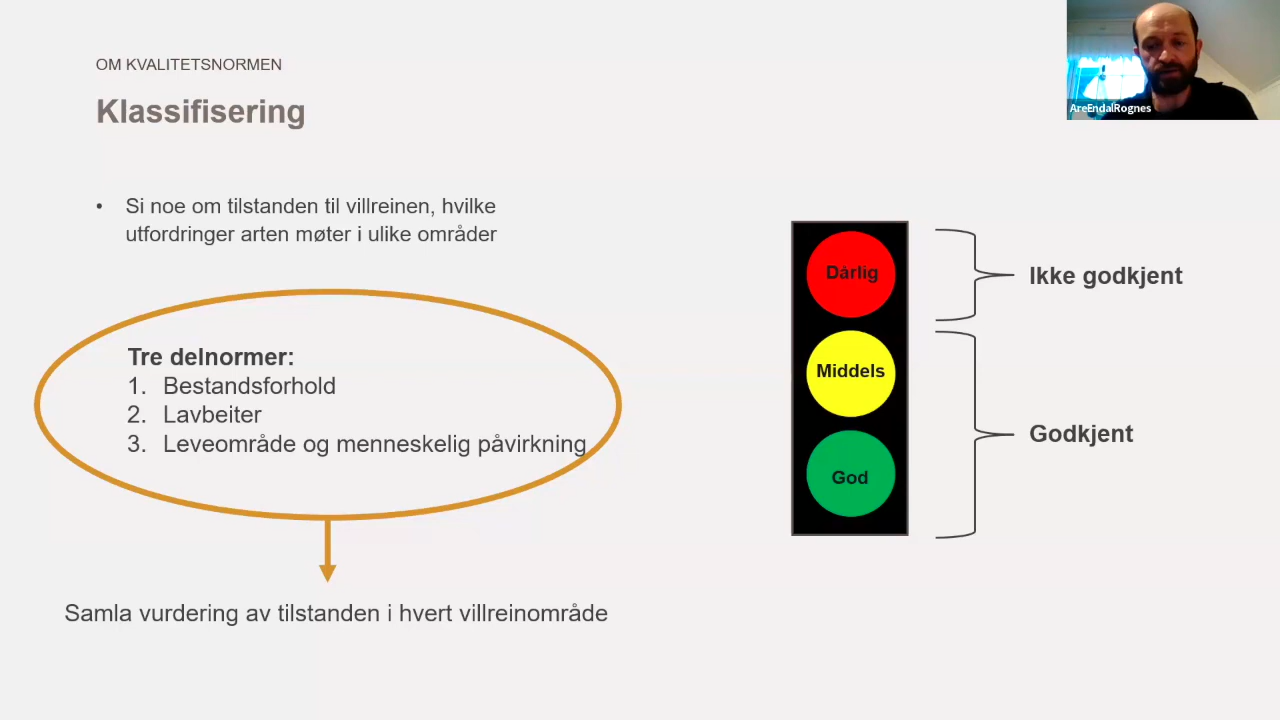 OM KVALITETSNORMEN
Klassifisering
AreEndalRognes
• Si noe om tilstanden til villreinen, hvilke
utfordringer arten møter i ulike områder
Tre delnormer:
1. Bestandsforhold
2. Lavbeiter
3. Leveområde og menneskelig påvirkning
Samla vurdering av tilstanden i hvert villreinområde
Dårlig
Middels
God
Ikke godkjent
Godkjent